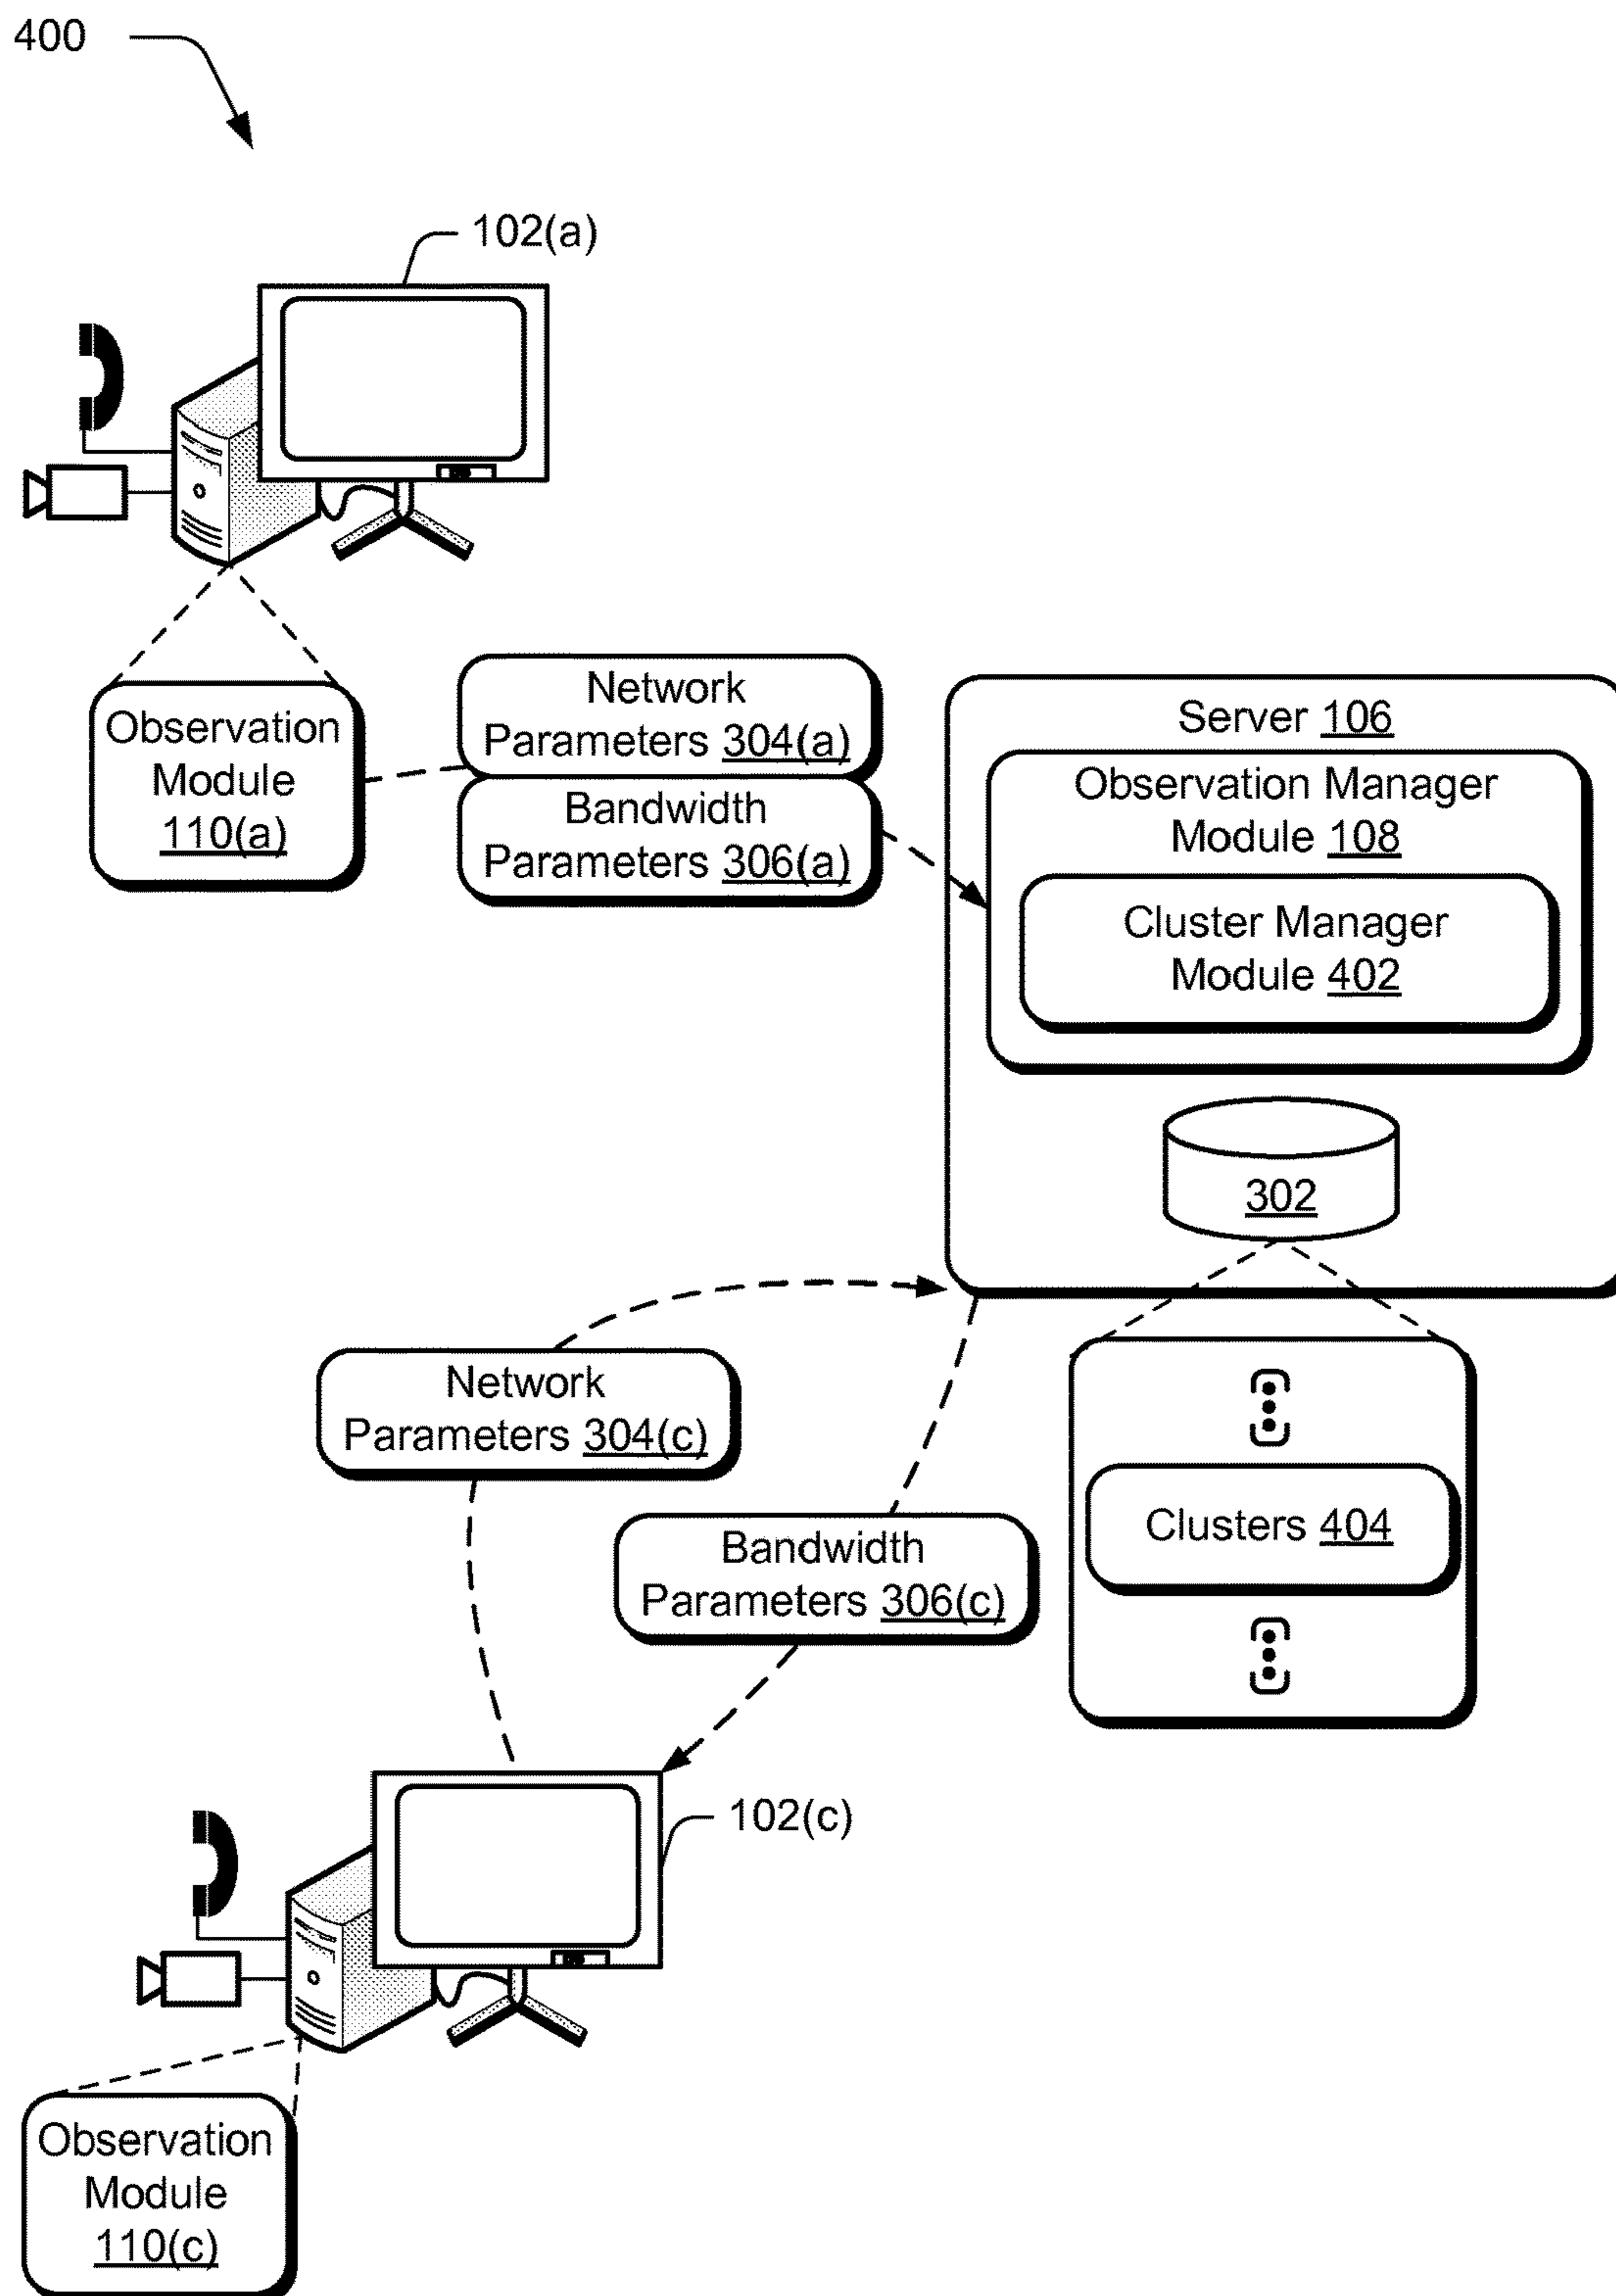 400
102(a)
Observation
Module
110(a)
Network
Parameters 304(a)
Bandwidth
Parameters 306(a)
Server 106
Observation Manager
Module 108
Cluster Manager
Module 402
302
Network
Parameters 304(c)
Bandwidth
Parameters 306(c)
Clusters 404
102(c)
Observation
Module
110(c)